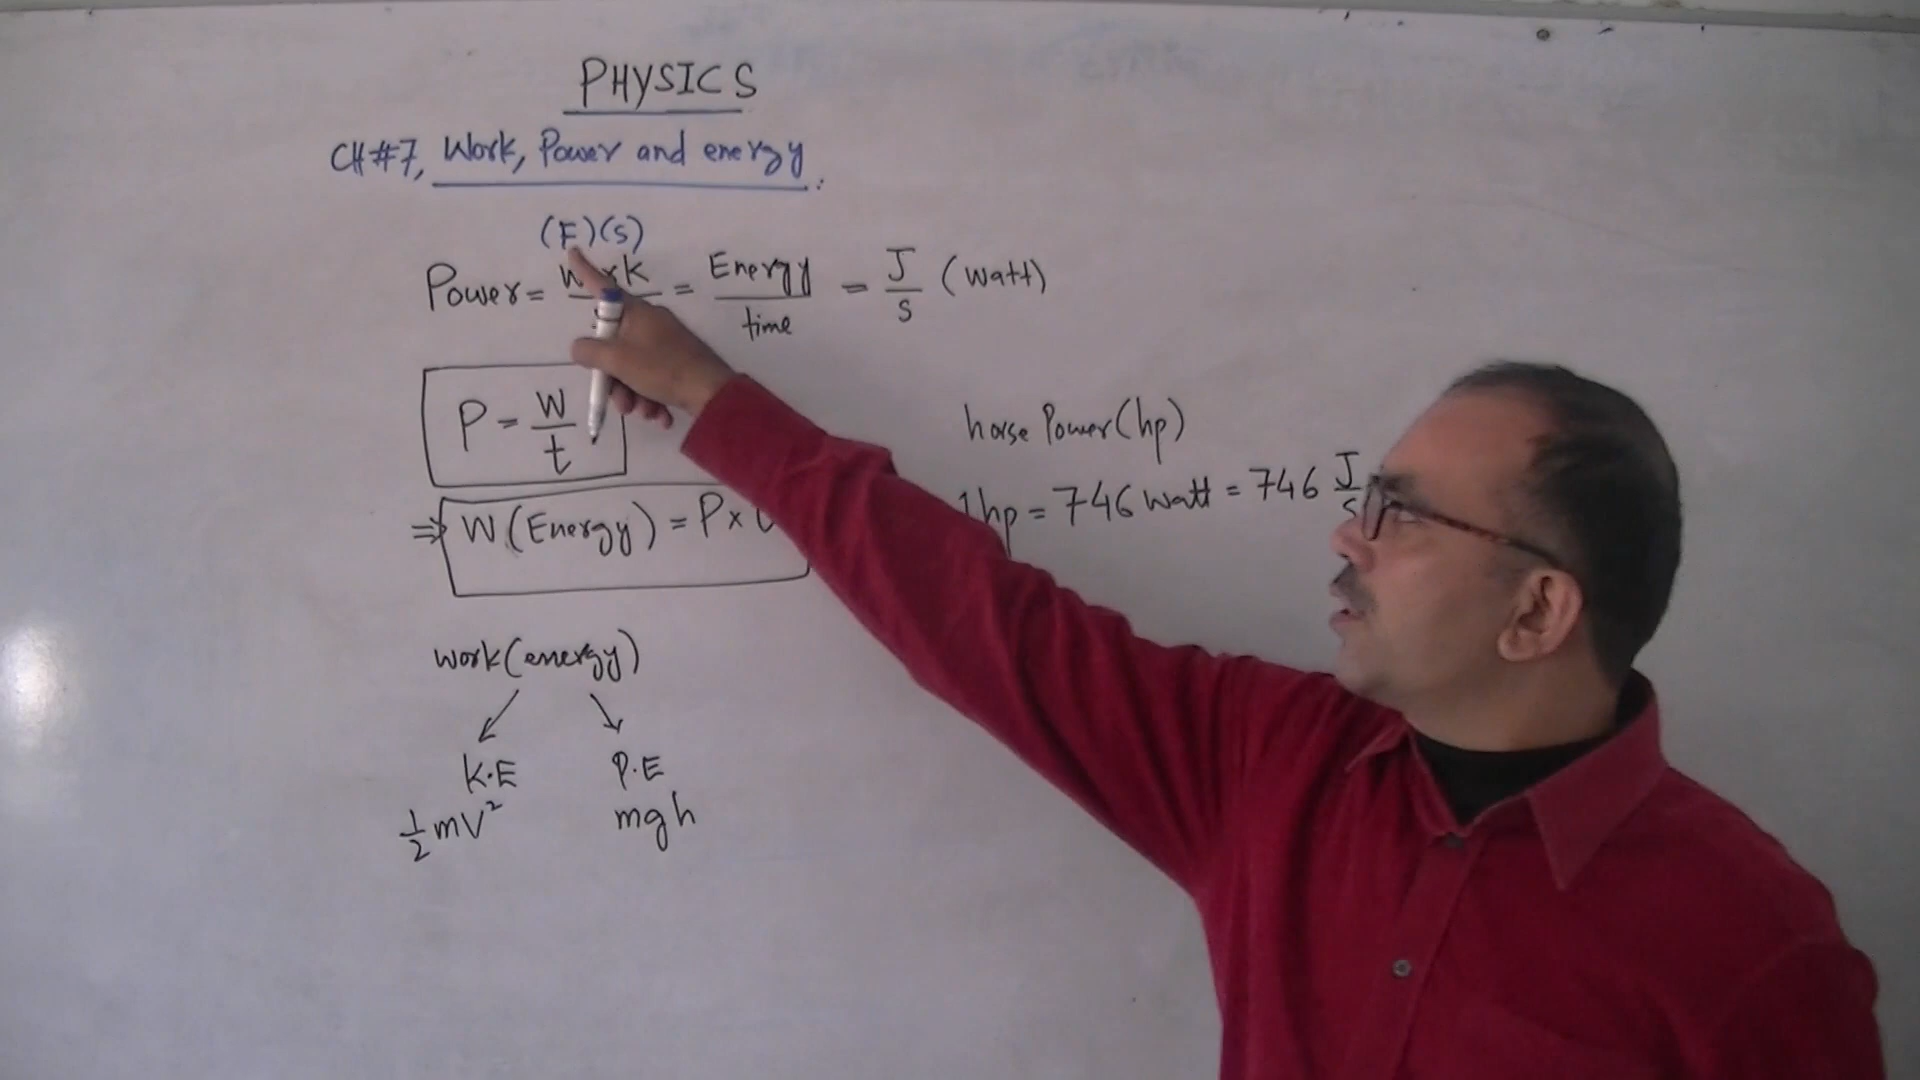 PHYSICS
CH#7, Work, Power and energy.
(F)(s)
Power = Work = Energy/time = J/s (Watt)
P = W/t
horse Power (hp)
1hp = 746 watt = 746 J/s
⇒ W (Energy) = P ×
work (energy)
K.E P.E
½mV² mgh